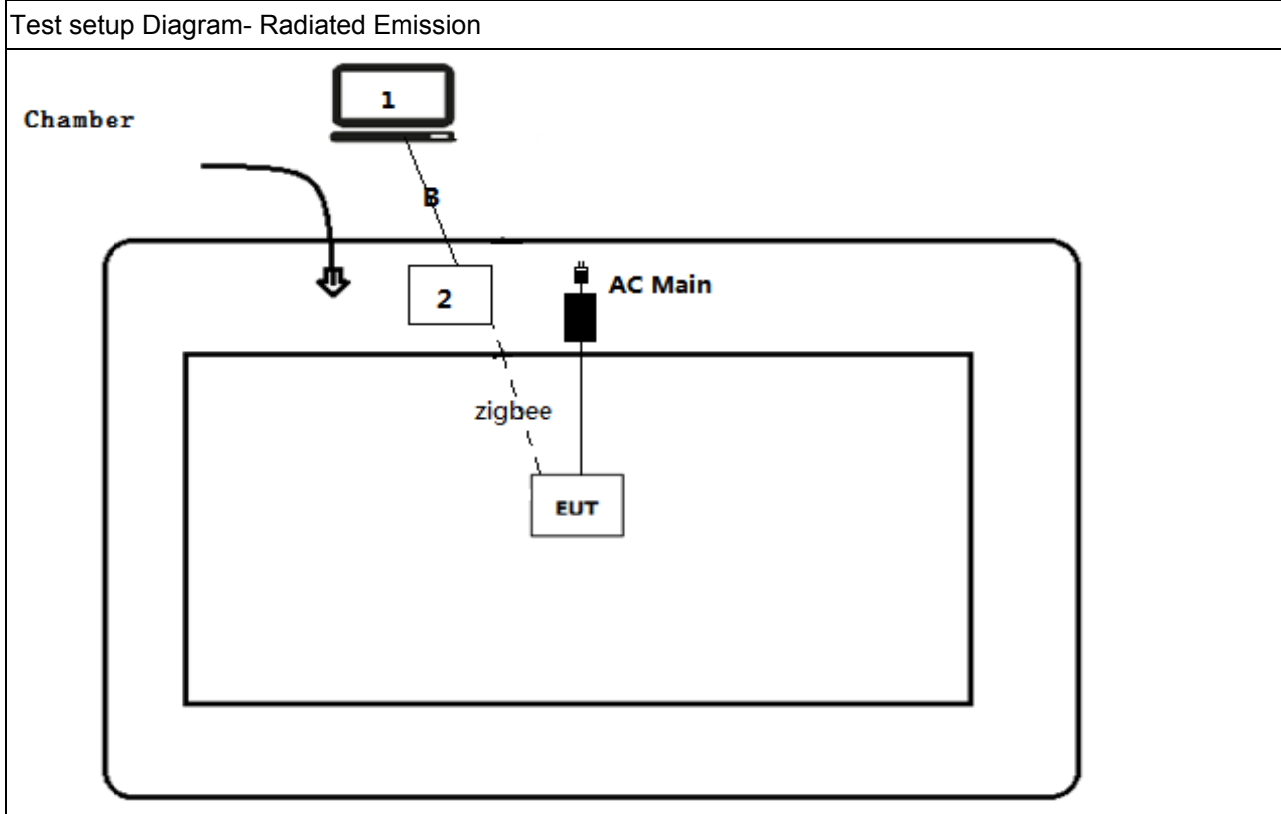 Test setup Diagram- Radiated Emission
1
Chamber
B
2
AC Main
zigbee
EUT